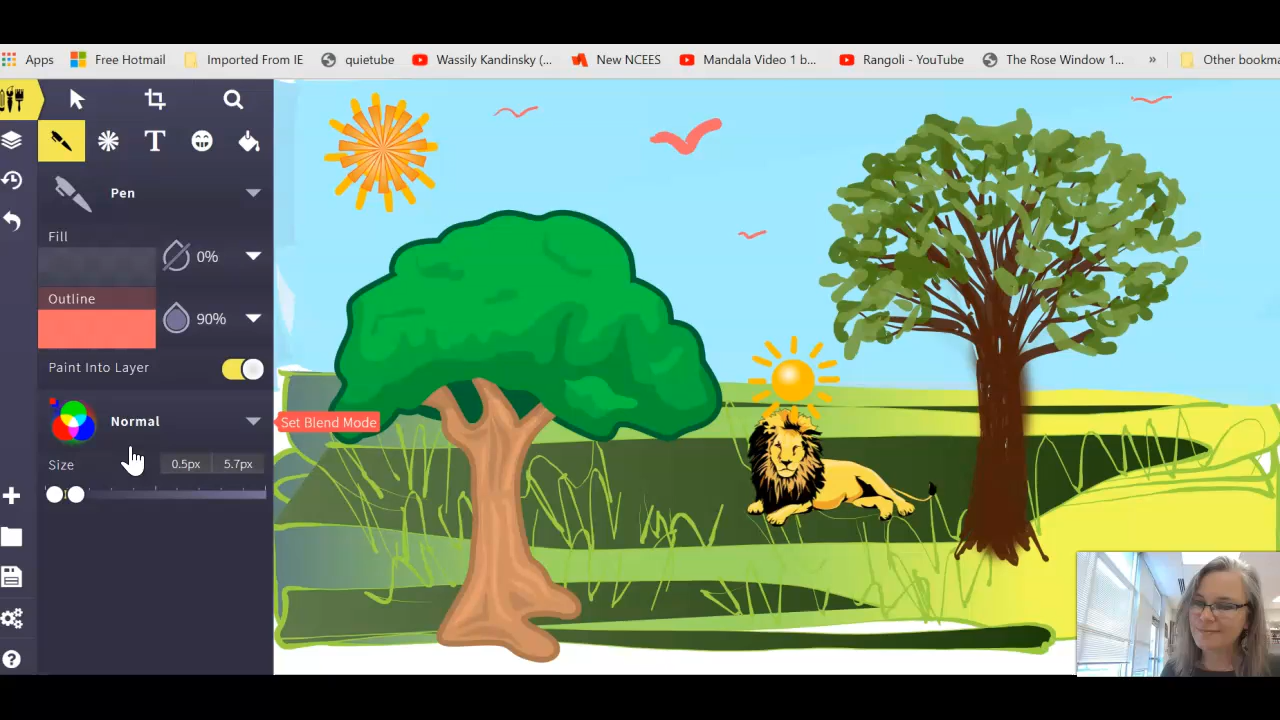 Apps Free Hotmail Imported From IE quietube Wassily Kandinsky (... New NCEES Mandala Video 1 b... Rangoli - YouTube The Rose Window 1... » Other bookma
T
Pen
Fill
0%
Outline
90%
Paint Into Layer
Normal
Set Blend Mode
Size 0.5px 5.7px